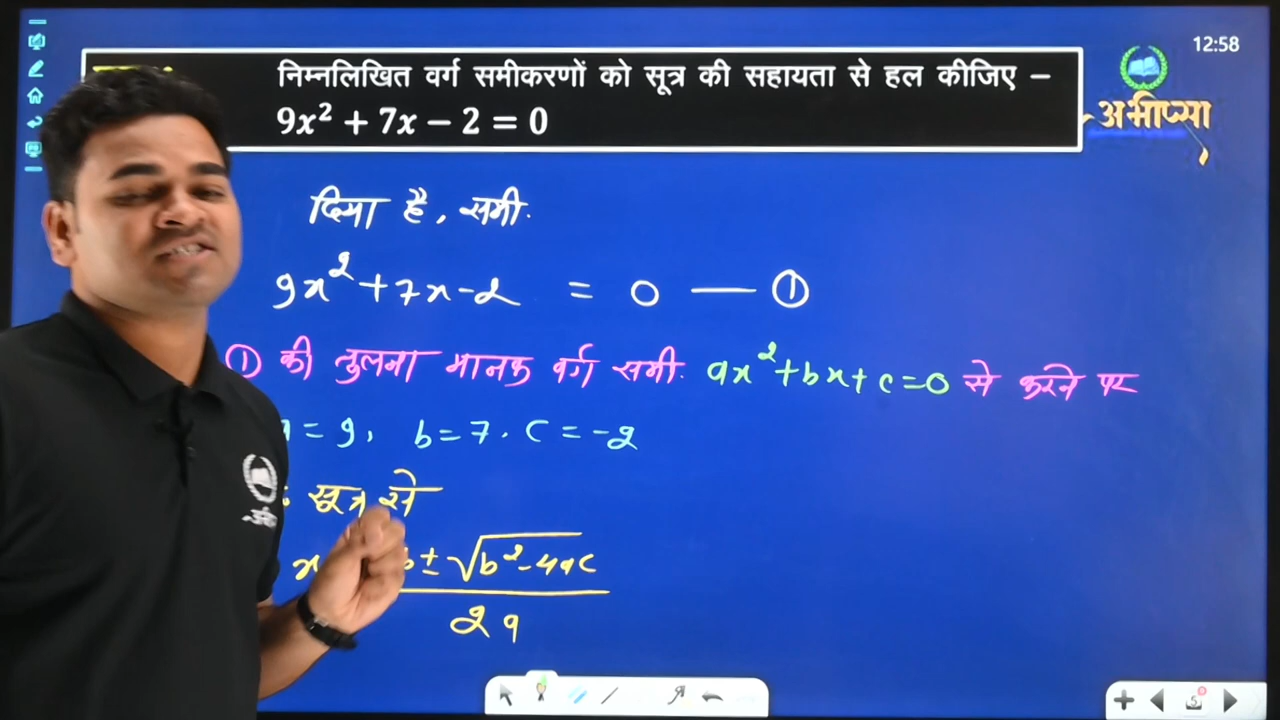 12:58
निम्नलिखित वर्ग समीकरणों को सूत्र की सहायता से हल कीजिए –
9x² + 7x − 2 = 0
अभीप्सा
दिया है, समी.
9x²+7x-2 = 0 — ①
① की तुलना मानक वर्ग समी. ax²+bx+c=0 से करने पर
= 9, b=7. C=-2
: सूत्र से
x b ± √b²-4ac
2a